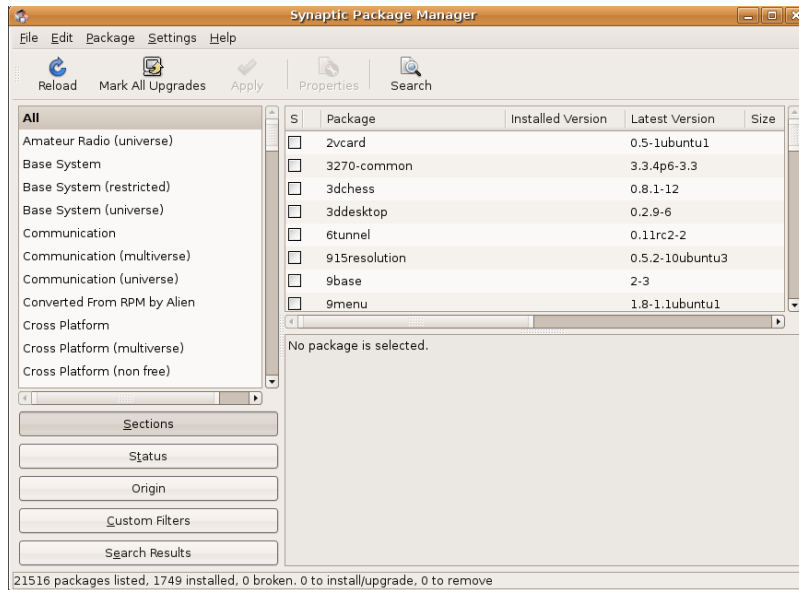 Synaptic Package Manager
File Edit Package Settings Help
Reload Mark All Upgrades Apply Properties Search
All
Amateur Radio (universe)
Base System
Base System (restricted)
Base System (universe)
Communication
Communication (multiverse)
Communication (universe)
Converted From RPM by Alien
Cross Platform
Cross Platform (multiverse)
Cross Platform (non free)
Sections
Status
Origin
Custom Filters
Search Results
S Package Installed Version Latest Version Size
2vcard 0.5-1ubuntu1
3270-common 3.3.4p6-3.3
3dchess 0.8.1-12
3ddesktop 0.2.9-6
6tunnel 0.11rc2-2
915resolution 0.5.2-10ubuntu3
9base 2-3
9menu 1.8-1.1ubuntu1
No package is selected.
21516 packages listed, 1749 installed, 0 broken. 0 to install/upgrade, 0 to remove